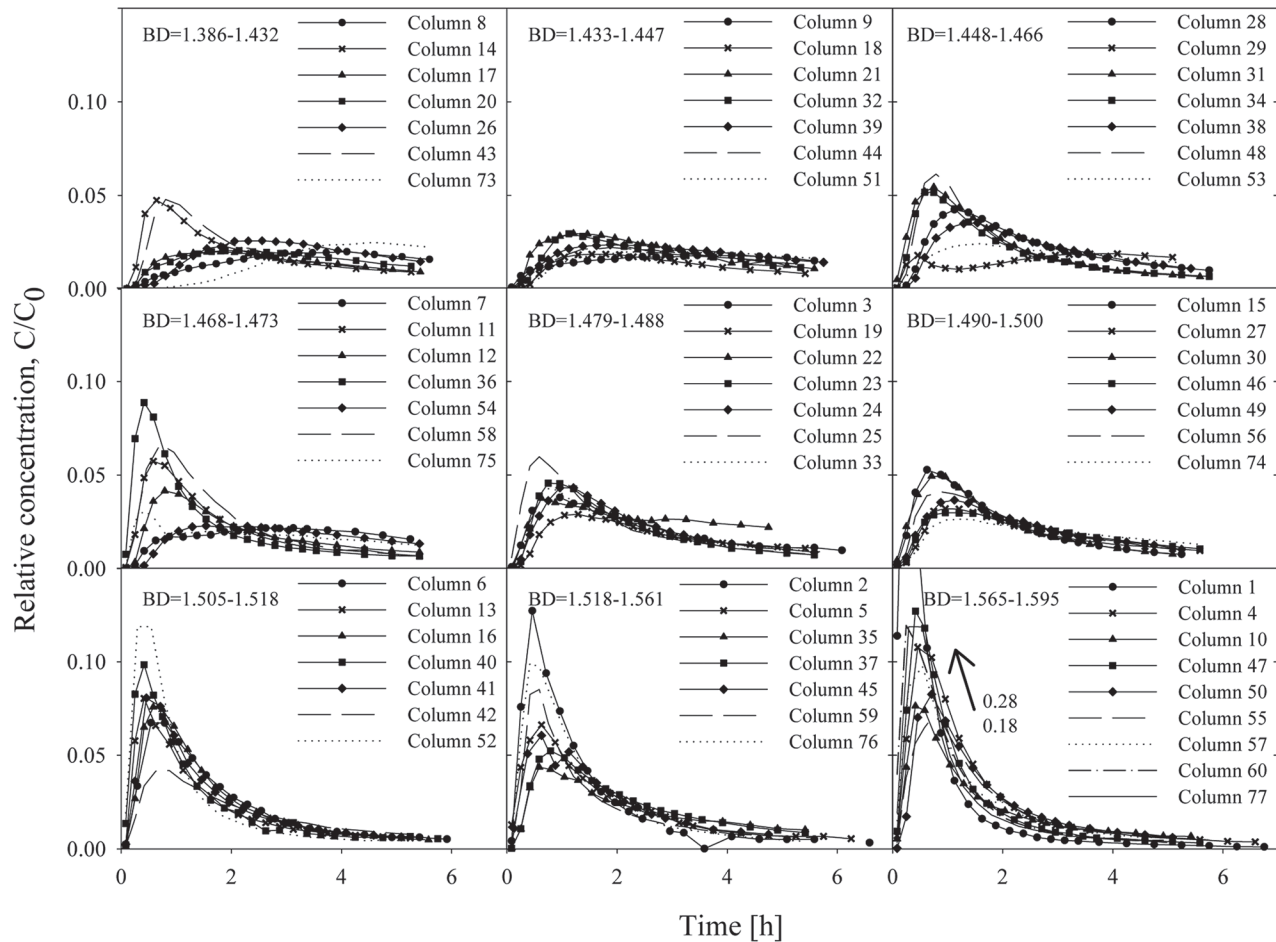 BD=1.386-1.432
Column 8
Column 14
Column 17
Column 20
Column 26
Column 43
Column 73
BD=1.433-1.447
Column 9
Column 18
Column 21
Column 32
Column 39
Column 44
Column 51
BD=1.448-1.466
Column 28
Column 29
Column 31
Column 34
Column 38
Column 48
Column 53
0.10
0.05
0.00
BD=1.468-1.473
Column 7
Column 11
Column 12
Column 36
Column 54
Column 58
Column 75
BD=1.479-1.488
Column 3
Column 19
Column 22
Column 23
Column 24
Column 25
Column 33
BD=1.490-1.500
Column 15
Column 27
Column 30
Column 46
Column 49
Column 56
Column 74
0.10
0.05
0.00
Relative concentration, C/C0
BD=1.505-1.518
Column 6
Column 13
Column 16
Column 40
Column 41
Column 42
Column 52
BD=1.518-1.561
Column 2
Column 5
Column 35
Column 37
Column 45
Column 59
Column 76
BD=1.565-1.595
Column 1
Column 4
Column 10
Column 47
Column 50
Column 55
Column 57
Column 60
Column 77
0.28
0.18
0.10
0.05
0.00
0 2 4 6 0 2 4 6 0 2 4 6
Time [h]